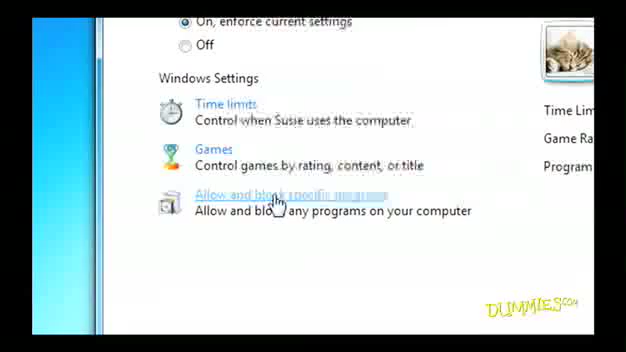 On, enforce current settings
Off
Windows Settings
Time limits
Control when Susie uses the computer
Time Lim
Games
Game Ra
Control games by rating, content, or title
Program
Allow and block specific programs
Allow and block any programs on your computer
DUMMIES.COM